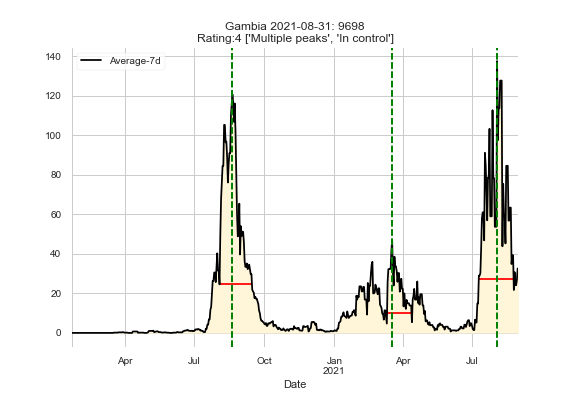 Gambia 2021-08-31: 9698
Rating:4 ['Multiple peaks', 'In control']
Average-7d
140
120
100
80
60
40
20
0
Apr Jul Oct Jan Apr Jul
2021
Date